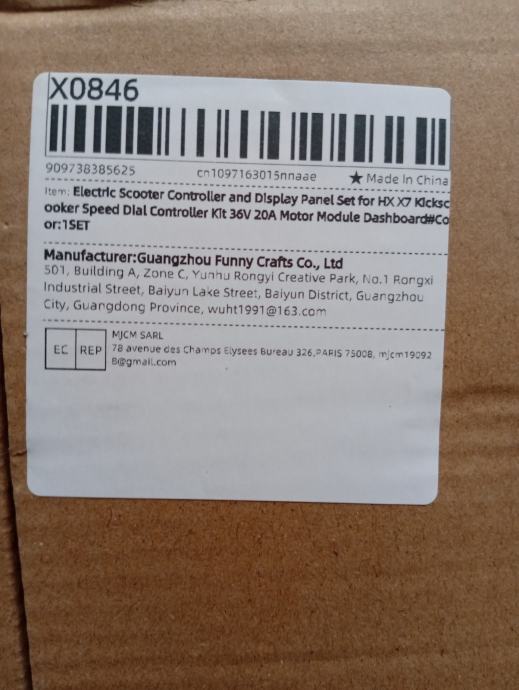 X0846
909738385625 cn1097163015nnaae ★ Made In China
Item: Electric Scooter Controller and Display Panel Set for HX X7 Kicksc
ooker Speed Dial Controller Kit 36V 20A Motor Module Dashboard#Co
or:1SET
Manufacturer:Guangzhou Funny Crafts Co., Ltd
501, Building A, Zone C, Yunhu Rongyi Creative Park, No.1 Rongxi
Industrial Street, Baiyun Lake Street, Baiyun District, Guangzhou
City, Guangdong Province, wuht1991@163.com
EC REP
MJCM SARL
78 avenue des Champs Elysees Bureau 326,PARIS 75008, mjcm19092
8@gmail.com